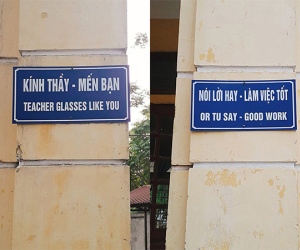 KÍNH THẦY - MẾN BẠN
TEACHER GLASSES LIKE YOU
NÓI LỜI HAY - LÀM VIỆC TỐT
OR TU SAY - GOOD WORK